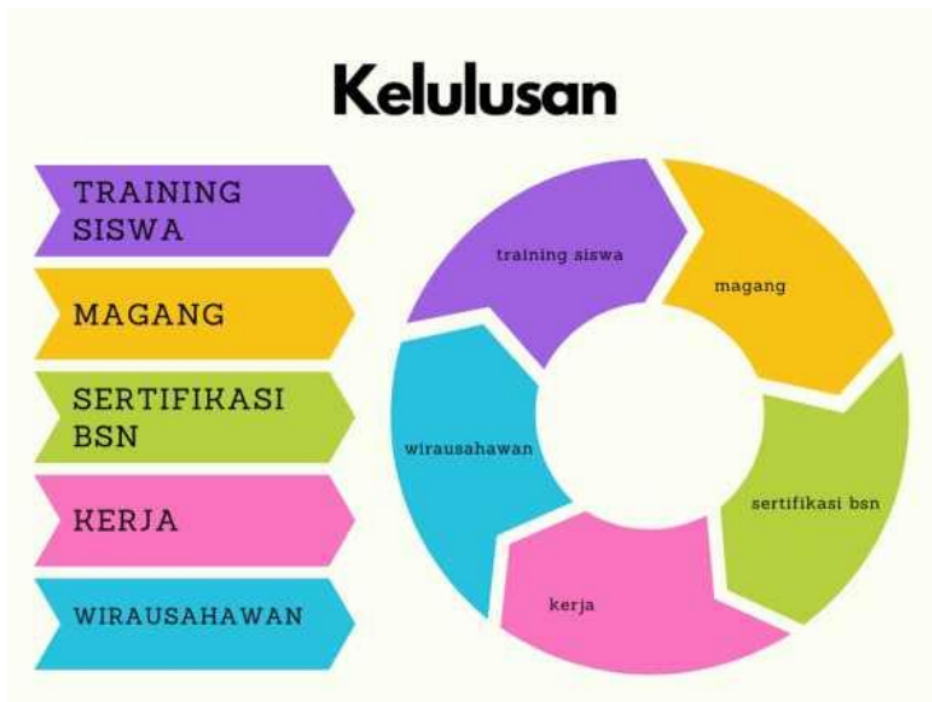 Kelulusan
TRAINING
SISWA
MAGANG
SERTIFIKASI
BSN
KERJA
WIRAUSAHAWAN
training siswa
magang
sertifikasi bsn
kerja
wirausahawan